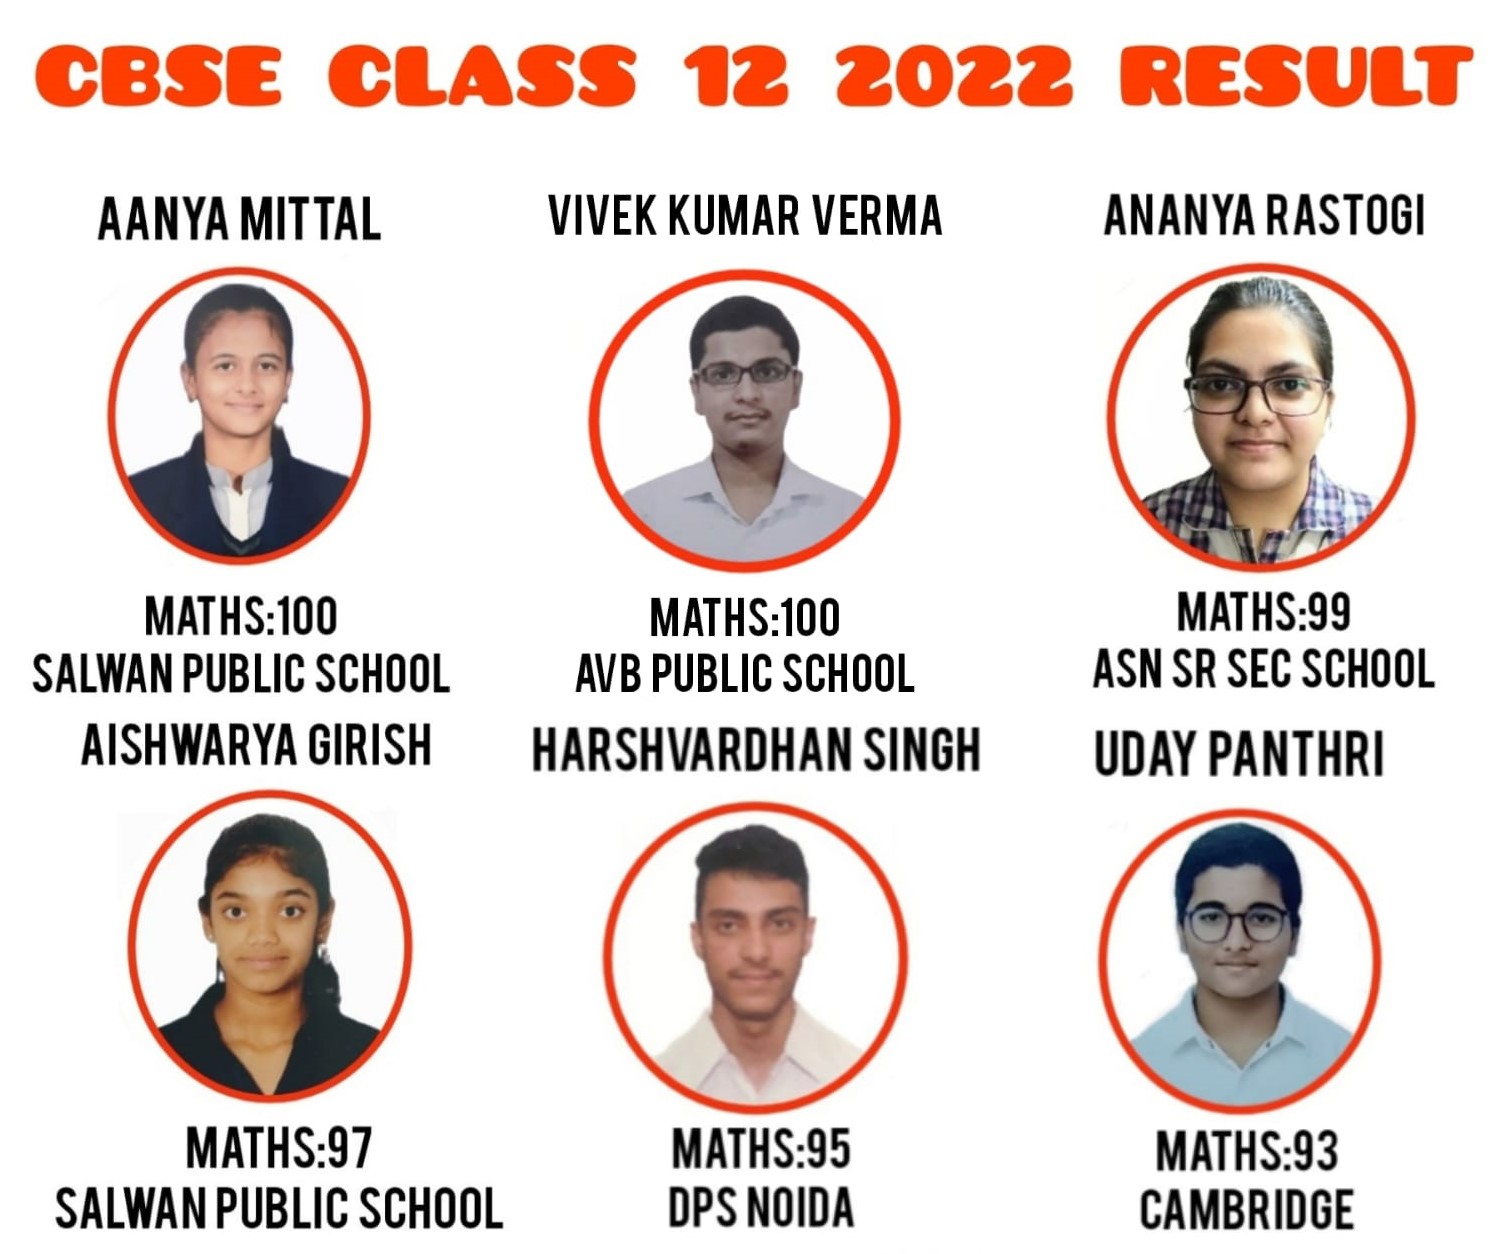 CBSE CLASS 12 2022 RESULT
AANYA MITTAL
MATHS:100
SALWAN PUBLIC SCHOOL
VIVEK KUMAR VERMA
MATHS:100
AVB PUBLIC SCHOOL
ANANYA RASTOGI
MATHS:99
ASN SR SEC SCHOOL
AISHWARYA GIRISH
MATHS:97
SALWAN PUBLIC SCHOOL
HARSHVARDHAN SINGH
MATHS:95
DPS NOIDA
UDAY PANTHRI
MATHS:93
CAMBRIDGE